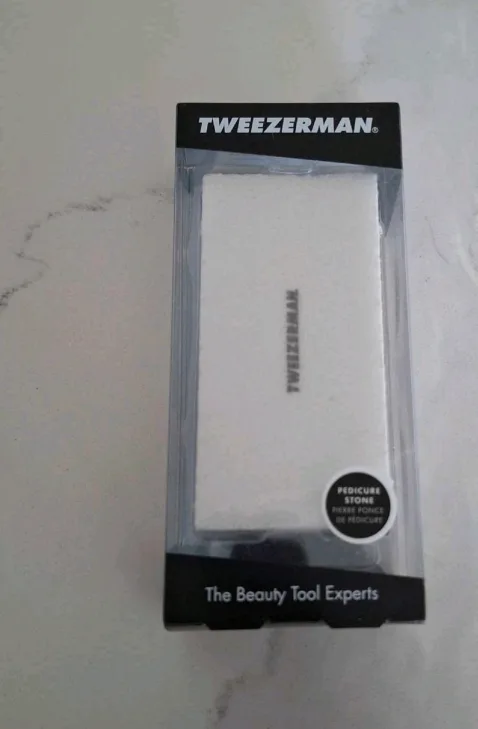 TWEEZERMAN®
TWEEZERMAN
PEDICURE
STONE
PIERRE PONCE
DE PÉDICURE
The Beauty Tool Experts